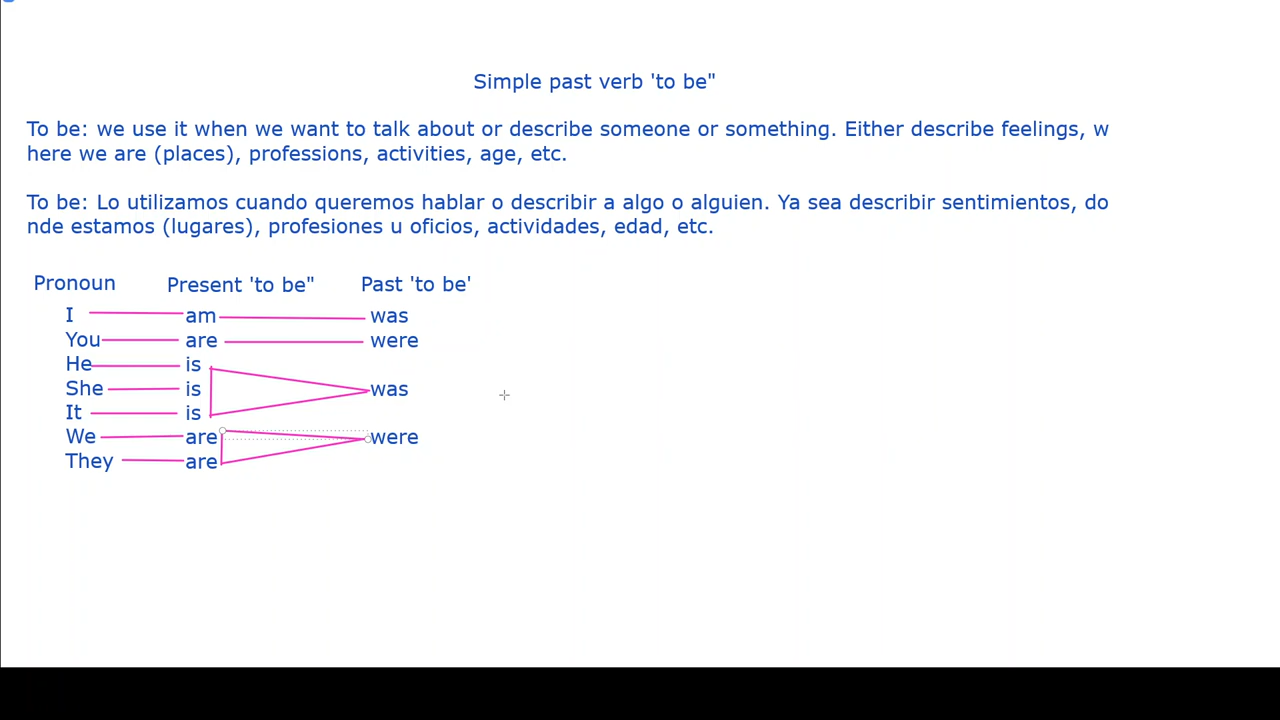 Simple past verb 'to be"
To be: we use it when we want to talk about or describe someone or something. Either describe feelings, w
here we are (places), professions, activities, age, etc.
To be: Lo utilizamos cuando queremos hablar o describir a algo o alguien. Ya sea describir sentimientos, do
nde estamos (lugares), profesiones u oficios, actividades, edad, etc.
Pronoun Present 'to be" Past 'to be'
I am was
You are were
He is
She is was
It is
We are were
They are